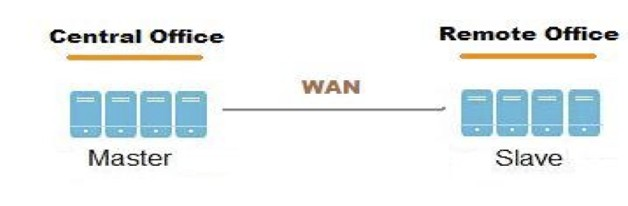 Central Office
Remote Office
WAN
Master
Slave